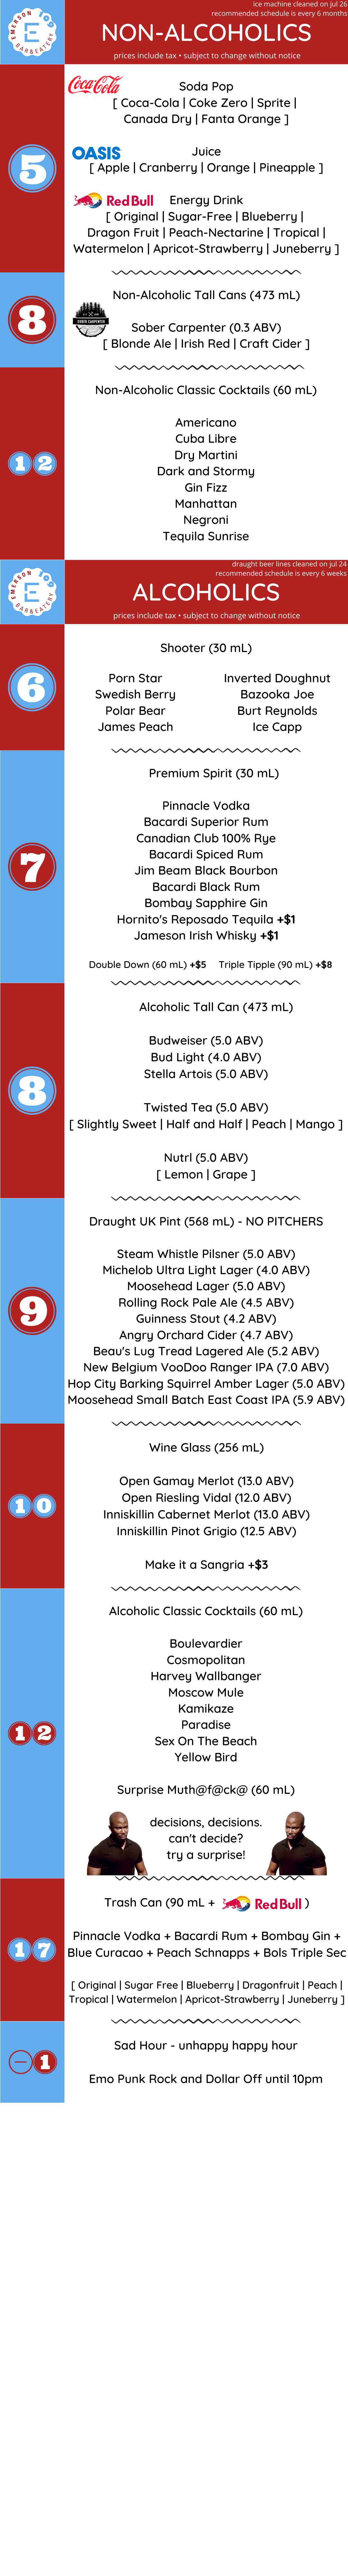 ice machine cleaned on jul 26
recommended schedule is every 6 months
EMERSON
E
BAR&EATERY
NON-ALCOHOLICS
prices include tax • subject to change without notice
5
Coca-Cola
Soda Pop
[ Coca-Cola | Coke Zero | Sprite |
Canada Dry | Fanta Orange ]
OASIS
Juice
[ Apple | Cranberry | Orange | Pineapple ]
Red Bull
Energy Drink
[ Original | Sugar-Free | Blueberry |
Dragon Fruit | Peach-Nectarine | Tropical |
Watermelon | Apricot-Strawberry | Juneberry ]
8
Non-Alcoholic Tall Cans (473 mL)
SOBER CARPENTER
Sober Carpenter (0.3 ABV)
[ Blonde Ale | Irish Red | Craft Cider ]
12
Non-Alcoholic Classic Cocktails (60 mL)
Americano
Cuba Libre
Dry Martini
Dark and Stormy
Gin Fizz
Manhattan
Negroni
Tequila Sunrise
draught beer lines cleaned on jul 24
recommended schedule is every 6 weeks
EMERSON
E
BAR&EATERY
ALCOHOLICS
prices include tax • subject to change without notice
6
Shooter (30 mL)
Porn Star Inverted Doughnut
Swedish Berry Bazooka Joe
Polar Bear Burt Reynolds
James Peach Ice Capp
7
Premium Spirit (30 mL)
Pinnacle Vodka
Bacardi Superior Rum
Canadian Club 100% Rye
Bacardi Spiced Rum
Jim Beam Black Bourbon
Bacardi Black Rum
Bombay Sapphire Gin
Hornito's Reposado Tequila +$1
Jameson Irish Whisky +$1
Double Down (60 mL) +$5 Triple Tipple (90 mL) +$8
8
Alcoholic Tall Can (473 mL)
Budweiser (5.0 ABV)
Bud Light (4.0 ABV)
Stella Artois (5.0 ABV)
Twisted Tea (5.0 ABV)
[ Slightly Sweet | Half and Half | Peach | Mango ]
Nutrl (5.0 ABV)
[ Lemon | Grape ]
9
Draught UK Pint (568 mL) - NO PITCHERS
Steam Whistle Pilsner (5.0 ABV)
Michelob Ultra Light Lager (4.0 ABV)
Moosehead Lager (5.0 ABV)
Rolling Rock Pale Ale (4.5 ABV)
Guinness Stout (4.2 ABV)
Angry Orchard Cider (4.7 ABV)
Beau's Lug Tread Lagered Ale (5.2 ABV)
New Belgium VooDoo Ranger IPA (7.0 ABV)
Hop City Barking Squirrel Amber Lager (5.0 ABV)
Moosehead Small Batch East Coast IPA (5.9 ABV)
10
Wine Glass (256 mL)
Open Gamay Merlot (13.0 ABV)
Open Riesling Vidal (12.0 ABV)
Inniskillin Cabernet Merlot (13.0 ABV)
Inniskillin Pinot Grigio (12.5 ABV)
Make it a Sangria +$3
12
Alcoholic Classic Cocktails (60 mL)
Boulevardier
Cosmopolitan
Harvey Wallbanger
Moscow Mule
Kamikaze
Paradise
Sex On The Beach
Yellow Bird
Surprise Muth@f@ck@ (60 mL)
decisions, decisions.
can't decide?
try a surprise!
17
Trash Can (90 mL + Red Bull )
Pinnacle Vodka + Bacardi Rum + Bombay Gin +
Blue Curacao + Peach Schnapps + Bols Triple Sec
[ Original | Sugar Free | Blueberry | Dragonfruit | Peach |
Tropical | Watermelon | Apricot-Strawberry | Juneberry ]
−1
Sad Hour - unhappy happy hour
Emo Punk Rock and Dollar Off until 10pm